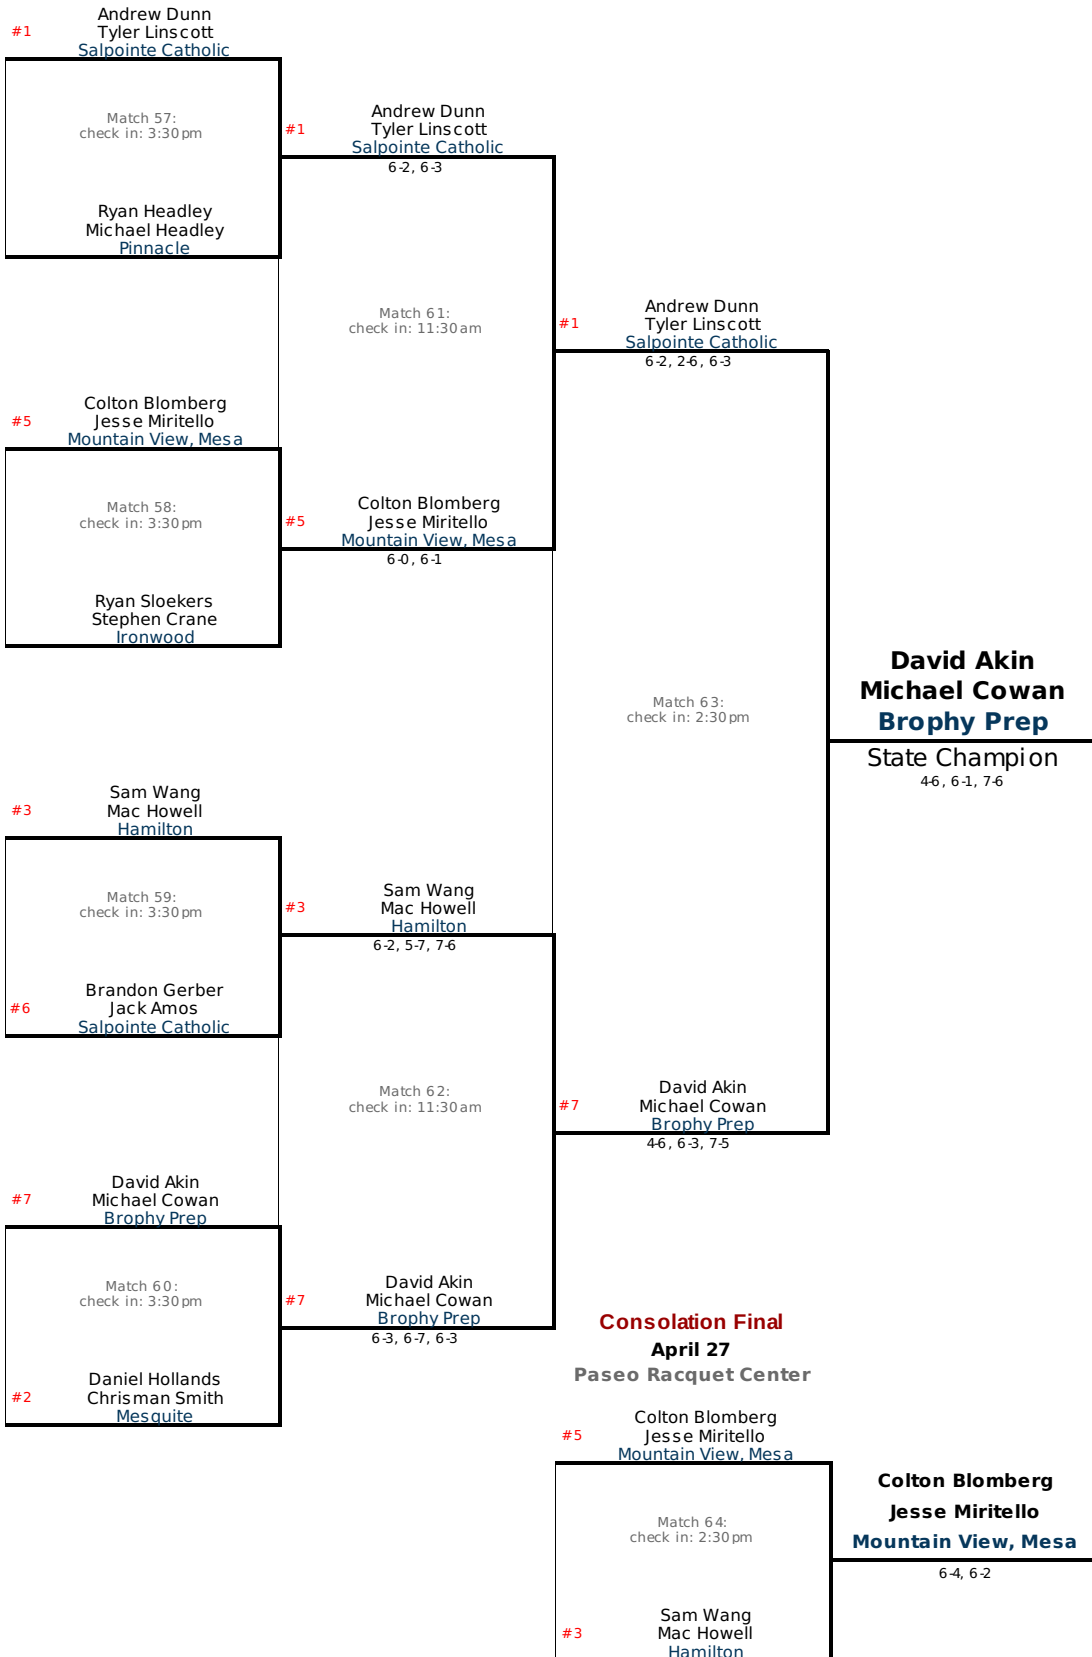 Andrew Dunn
#1
Tyler Linscott
Salpointe Catholic
Match 57:
check in: 3:30pm
Ryan Headley
Michael Headley
Pinnacle
#5
Colton Blomberg
Jesse Miritello
Mountain View, Mesa
Match 58:
check in: 3:30pm
Ryan Sloekers
Stephen Crane
Ironwood
#3
Sam Wang
Mac Howell
Hamilton
Match 59:
check in: 3:30pm
#6
Brandon Gerber
Jack Amos
Salpointe Catholic
#7
David Akin
Michael Cowan
Brophy Prep
Match 60:
check in: 3:30pm
#2
Daniel Hollands
Chrisman Smith
Mesquite
#1
Andrew Dunn
Tyler Linscott
Salpointe Catholic
6-2, 6-3
Match 61:
check in: 11:30am
#5
Colton Blomberg
Jesse Miritello
Mountain View, Mesa
6-0, 6-1
#3
Sam Wang
Mac Howell
Hamilton
6-2, 5-7, 7-6
Match 62:
check in: 11:30am
#7
David Akin
Michael Cowan
Brophy Prep
6-3, 6-7, 6-3
#1
Andrew Dunn
Tyler Linscott
Salpointe Catholic
6-2, 2-6, 6-3
Match 63:
check in: 2:30pm
#7
David Akin
Michael Cowan
Brophy Prep
4-6, 6-3, 7-5
David Akin
Michael Cowan
Brophy Prep
State Champion
4-6, 6-1, 7-6
Consolation Final
April 27
Paseo Racquet Center
#5
Colton Blomberg
Jesse Miritello
Mountain View, Mesa
Match 64:
check in: 2:30pm
#3
Sam Wang
Mac Howell
Hamilton
Colton Blomberg
Jesse Miritello
Mountain View, Mesa
6-4, 6-2